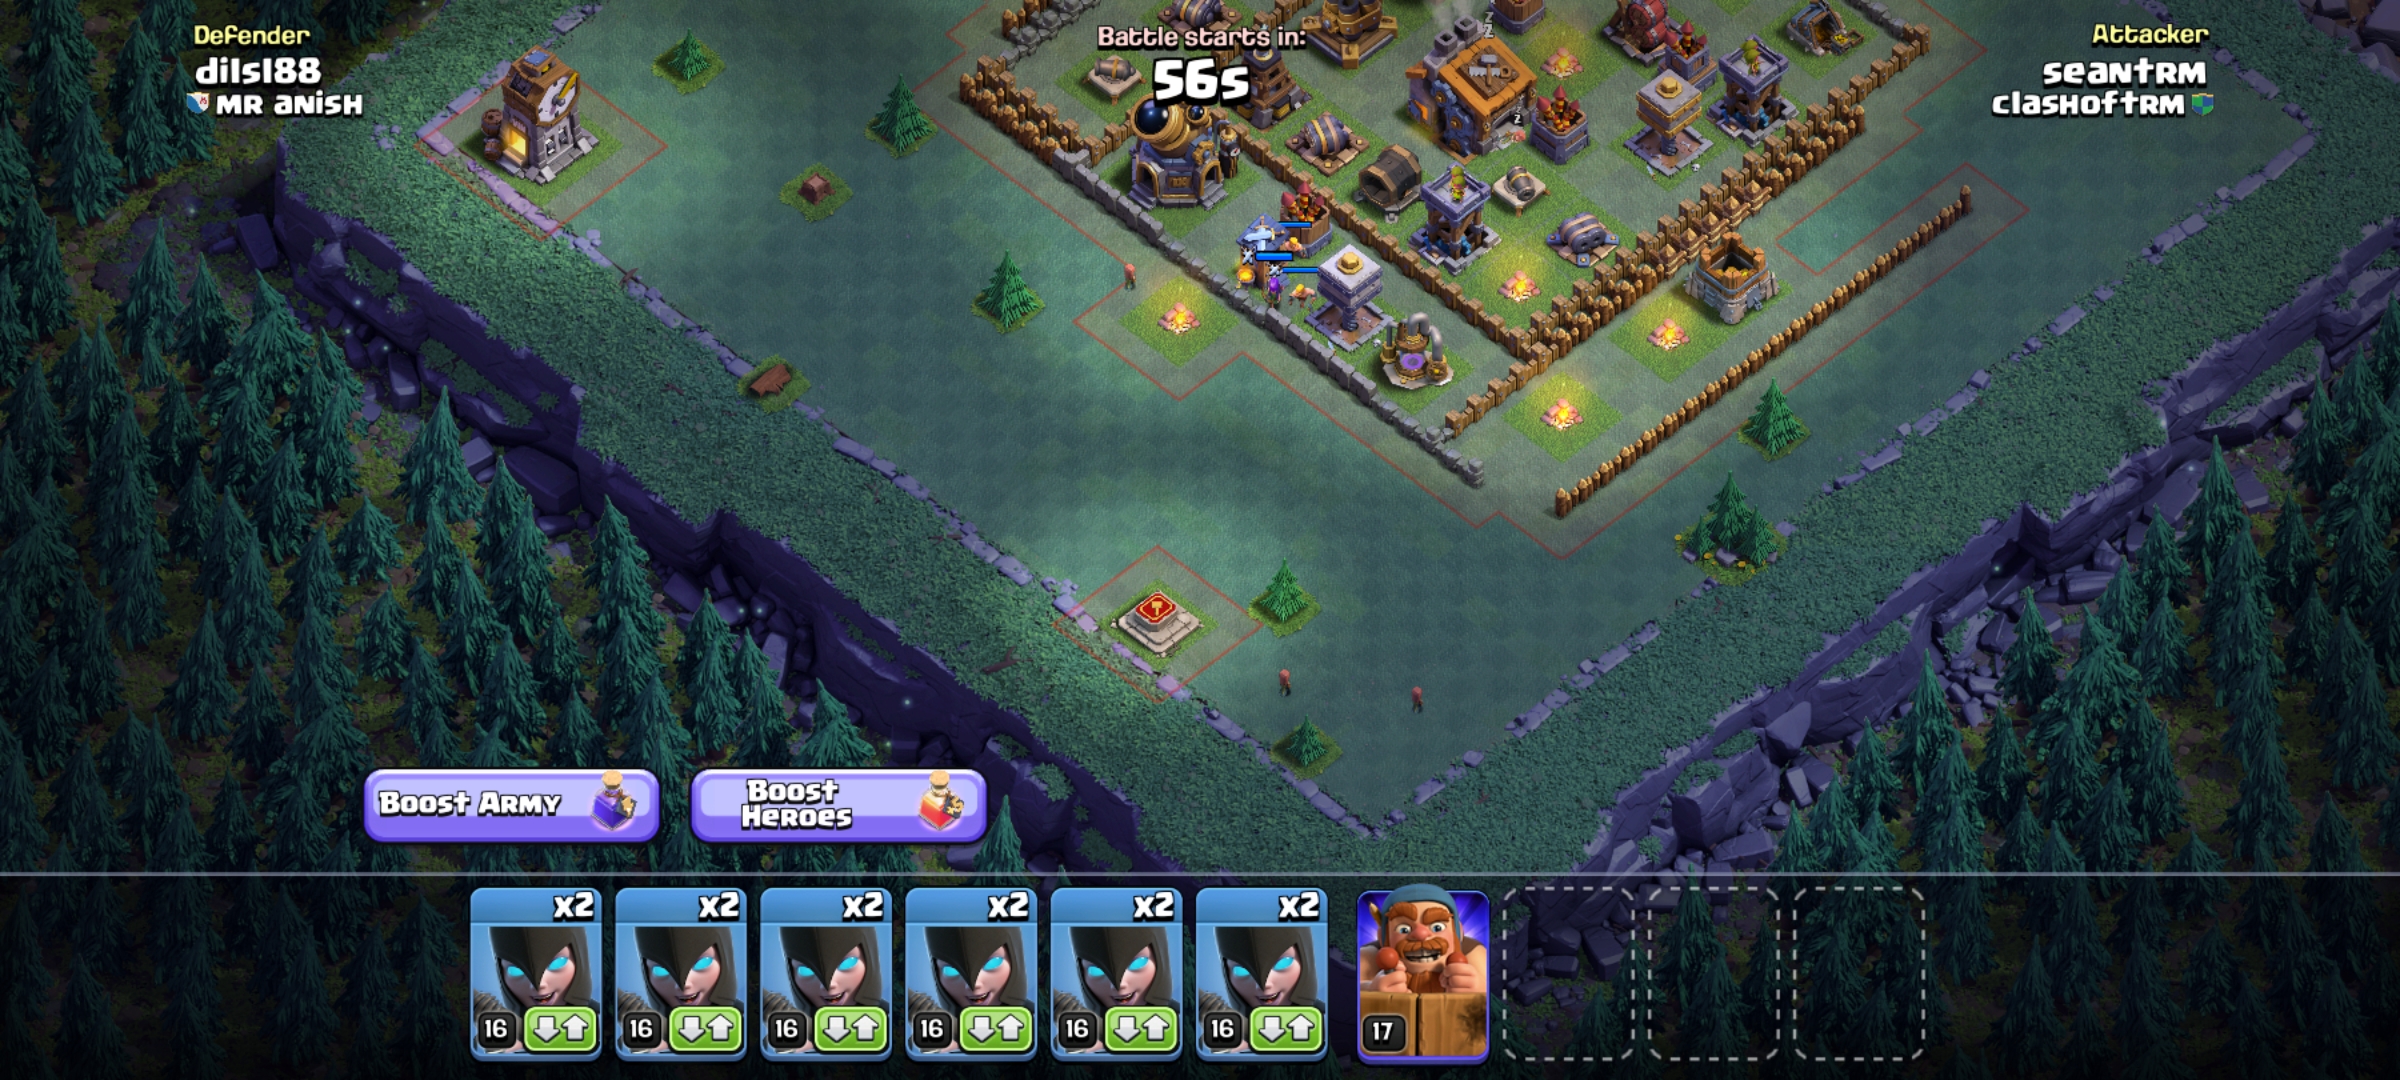 Defender
dilsl88
MR ANISH
Battle starts in:
56s
Attacker
seantRM
clashoftRM
z
z
z
Boost Army
Boost
Heroes
x2
x2
x2
x2
x2
x2
16
16
16
16
16
16
17